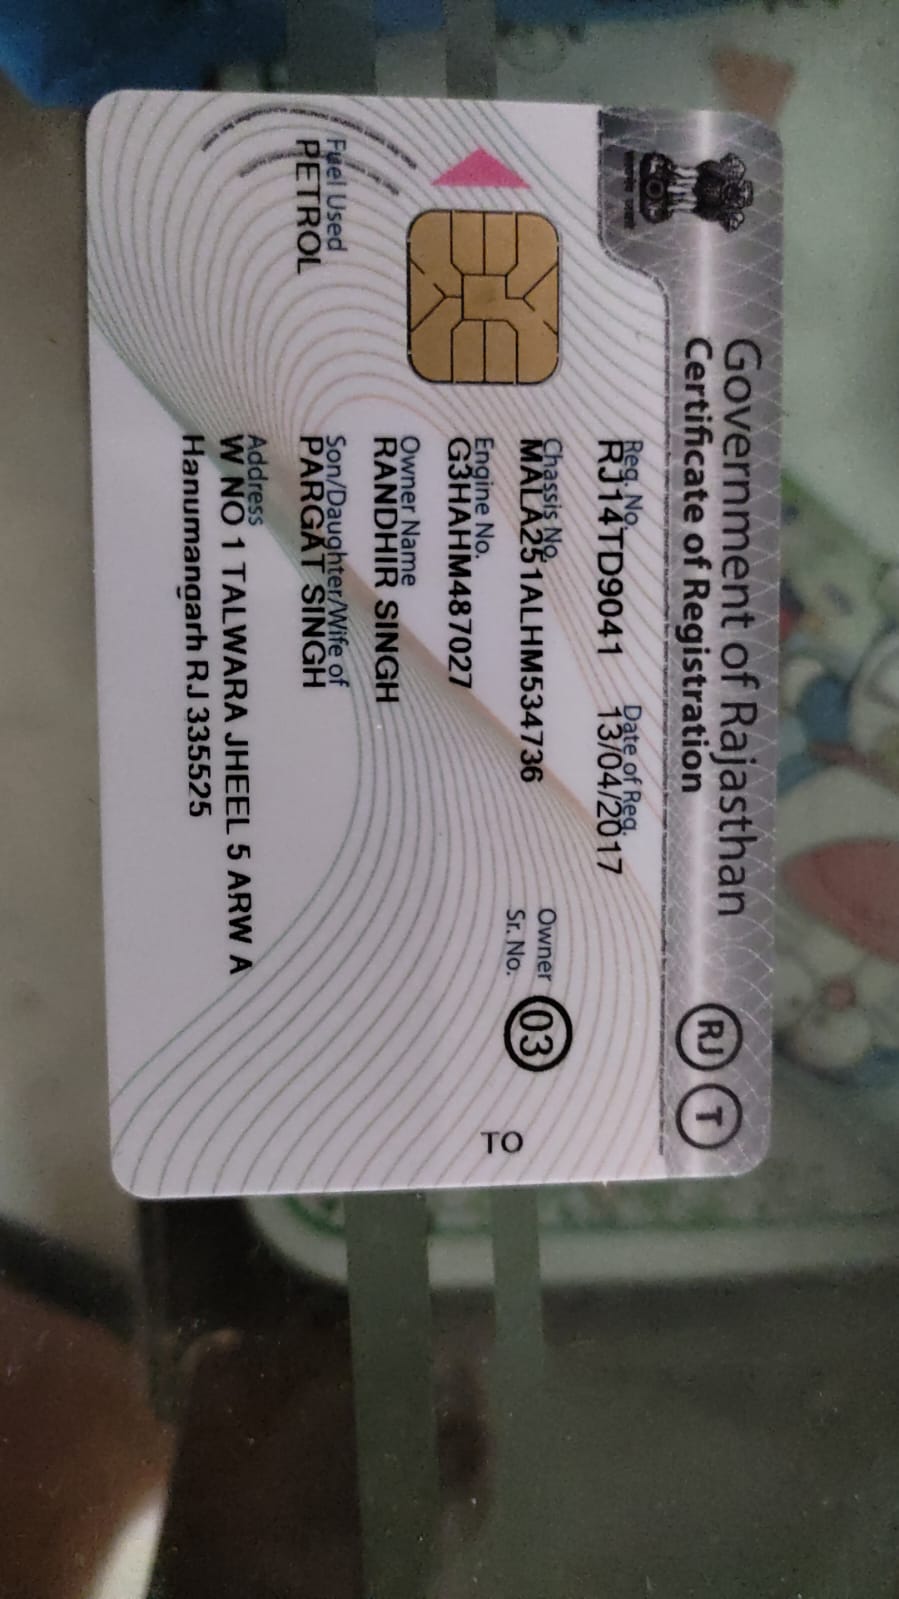 Government of Rajasthan
Certificate of Registration
RJ T
Reg. No. Date of Reg.
RJ14TD9041 13/04/2017
Chassis No.
MALA251ALHM534736
Owner
Sr. No. 03
TO
Engine No.
G3HAHM487027
Owner Name
RANDHIR SINGH
Fuel Used
PETROL
Son/Daughter/Wife of
PARGAT SINGH
Address
W NO 1 TALWARA JHEEL 5 ARW A
Hanumangarh RJ 335525